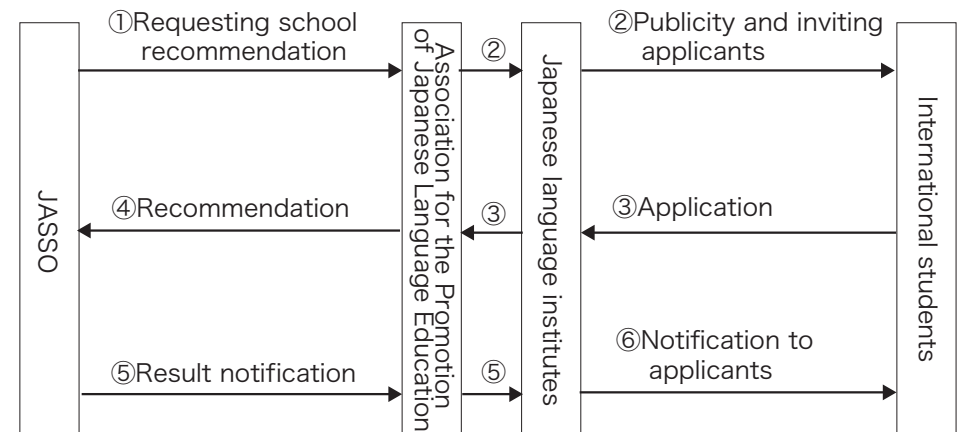 ①Requesting school
recommendation
②
②Publicity and inviting
applicants
JASSO
Association for the Promotion
of Japanese Language Education
Japanese language institutes
International students
④Recommendation
③
③Application
⑤Result notification
⑤
⑥Notification to
applicants